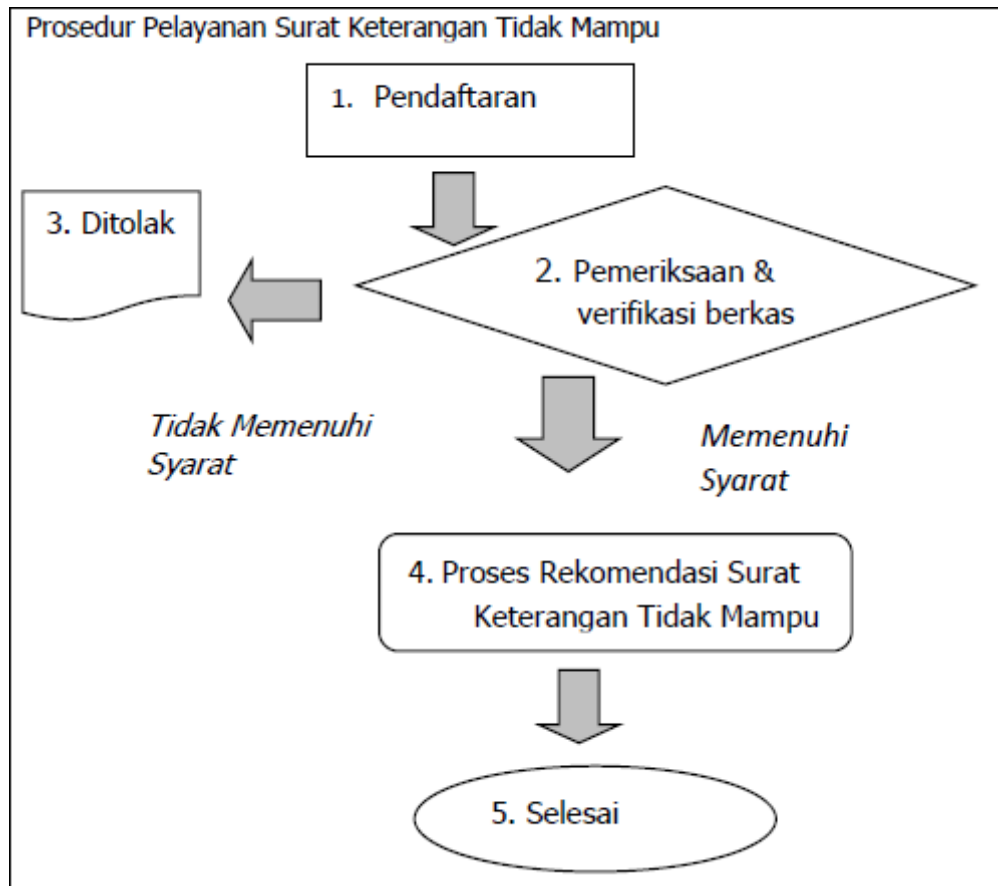 Prosedur Pelayanan Surat Keterangan Tidak Mampu
1. Pendaftaran
3. Ditolak
2. Pemeriksaan &
verifikasi berkas
Tidak Memenuhi
Syarat
Memenuhi
Syarat
4. Proses Rekomendasi Surat
Keterangan Tidak Mampu
5. Selesai